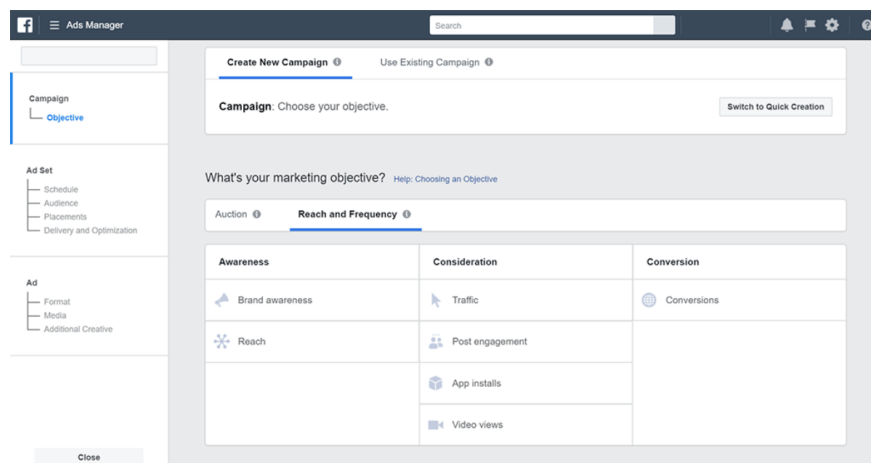 f
Ads Manager
Search
Create New Campaign
Use Existing Campaign
Campaign: Choose your objective.
Switch to Quick Creation
Campaign
Objective
Ad Set
Schedule
Audience
Placements
Delivery and Optimization
Ad
Format
Media
Additional Creative
Close
What's your marketing objective? Help: Choosing an Objective
Auction
Reach and Frequency
Awareness
Consideration
Conversion
Brand awareness
Traffic
Conversions
Reach
Post engagement
App installs
Video views